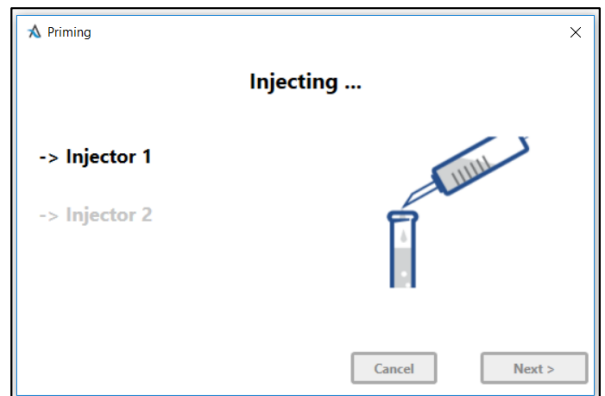 Priming
Injecting ...
-> Injector 1
-> Injector 2
Cancel
Next >